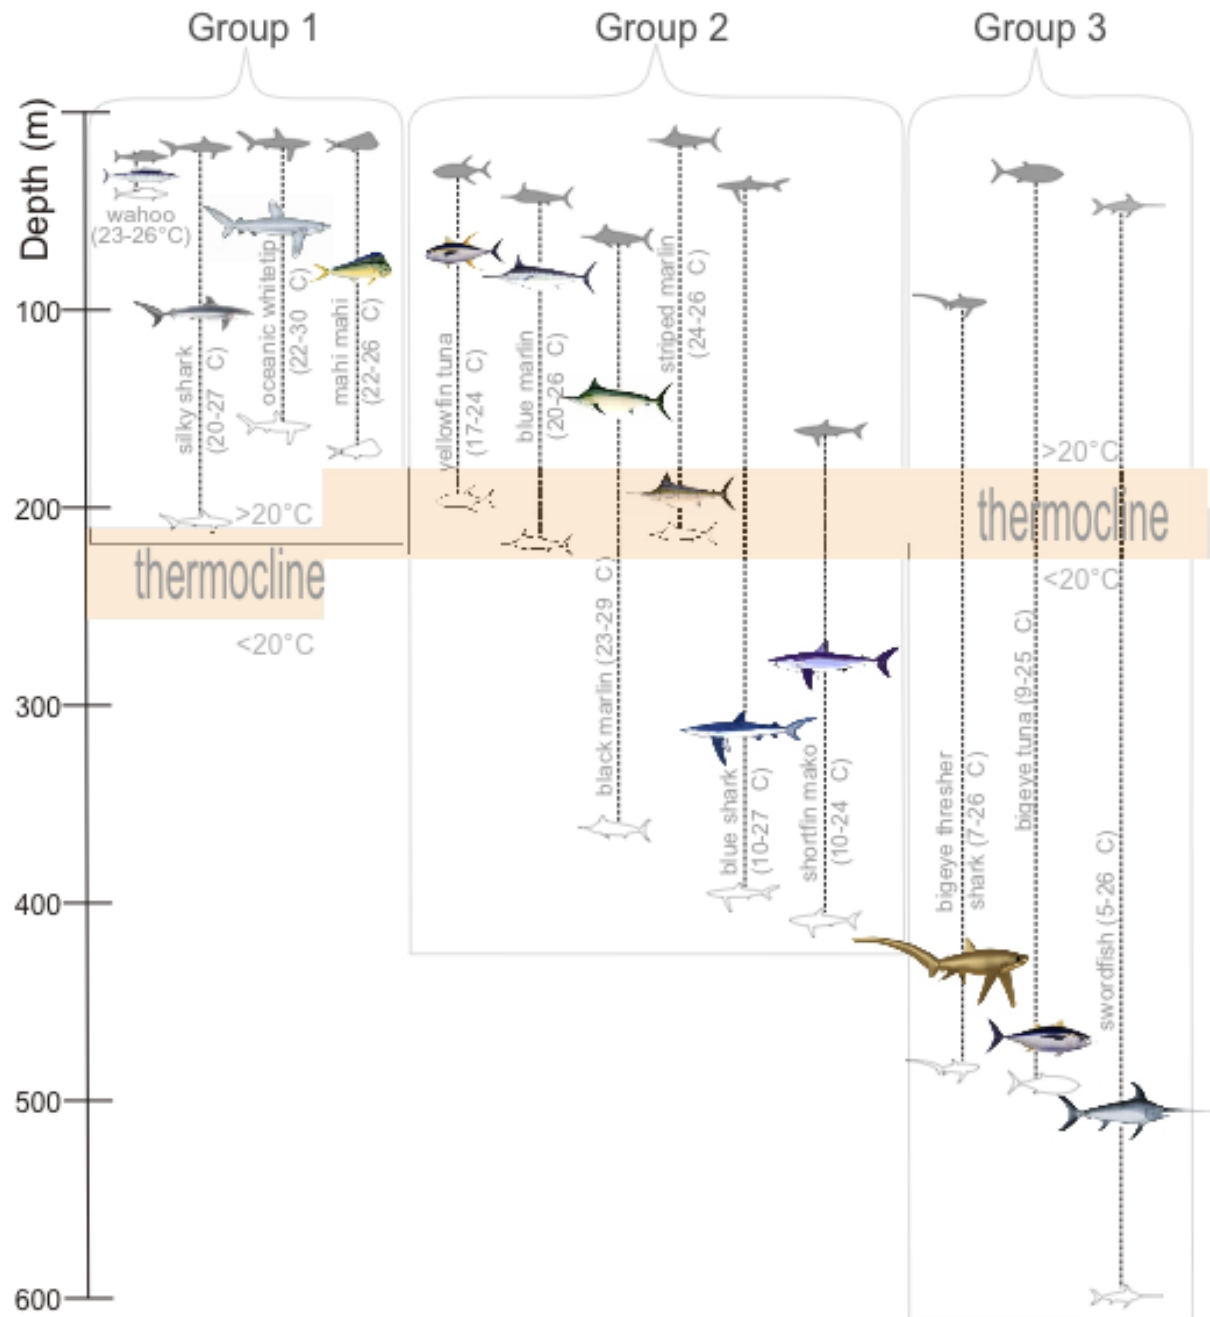 Group 1
Group 2
Group 3
Depth (m)
100
200
300
400
500
600
wahoo
(23-26°C)
silky shark
(20-27 C)
oceanic whitetip
(22-30 C)
mahi mahi
(22-26 C)
>20°C
thermocline
<20°C
yellowfin tuna
(17-24 C)
blue marlin
(20-26 C)
black marlin (23-29 C)
striped marlin
(24-26 C)
blue shark
(10-27 C)
shortfin mako
(10-24 C)
>20°C
thermocline
<20°C
bigeye thresher
shark (7-26 C)
bigeye tuna (9-25 C)
swordfish (5-26 C)